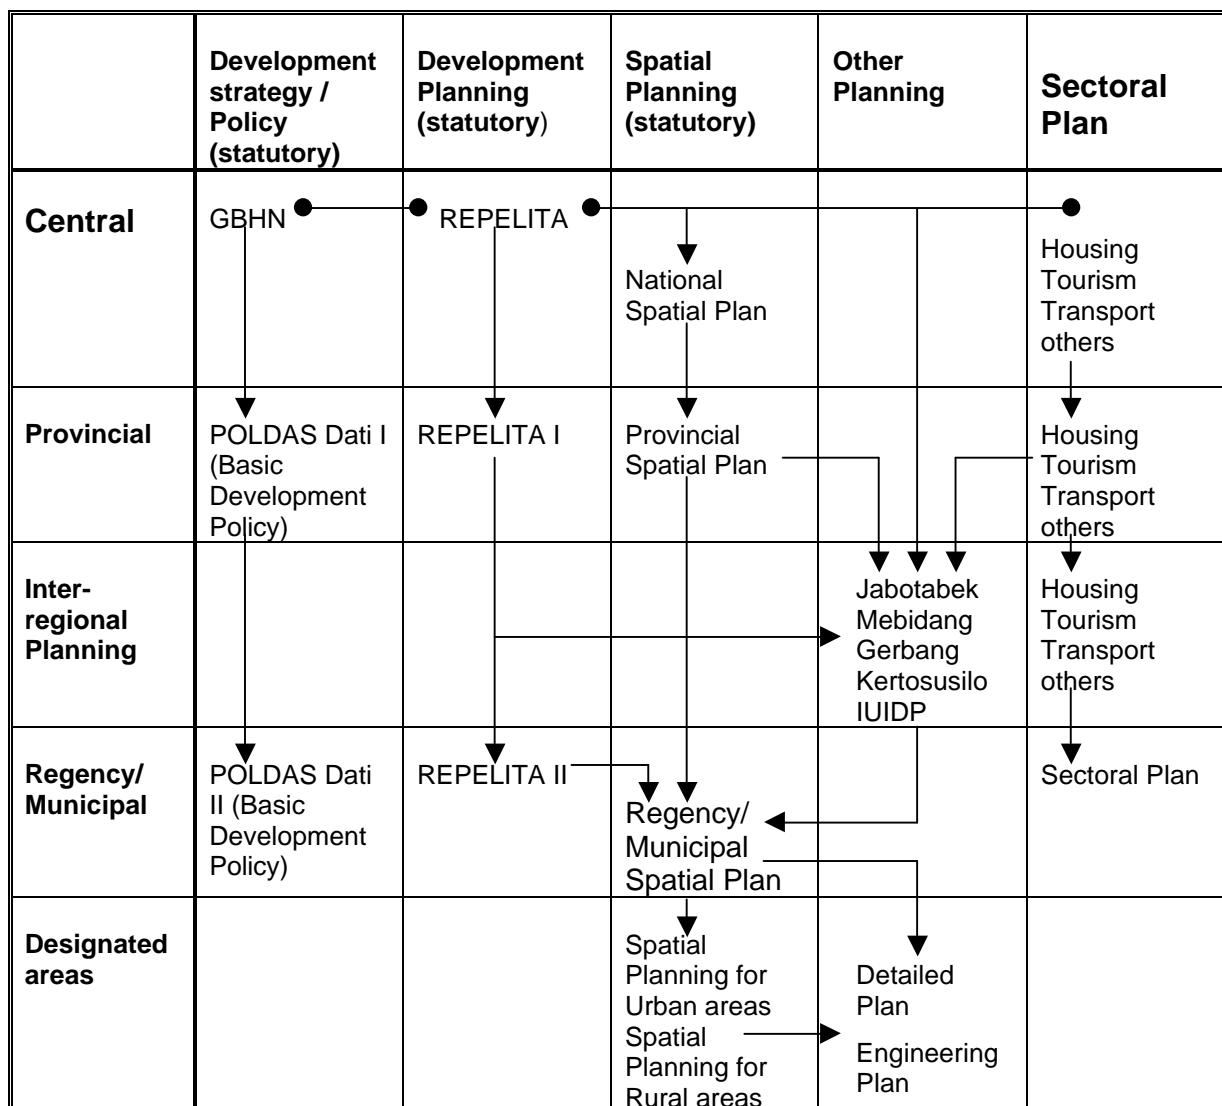 Development
strategy /
Policy
(statutory)
Development
Planning
(statutory)
Spatial
Planning
(statutory)
Other
Planning
Sectoral
Plan
Central
GBHN
REPELITA
National
Spatial Plan
Housing
Tourism
Transport
others
Provincial
POLDAS Dati I
(Basic
Development
Policy)
REPELITA I
Provincial
Spatial Plan
Housing
Tourism
Transport
others
Inter-
regional
Planning
Jabotabek
Mebidang
Gerbang
Kertosusilo
IUIDP
Housing
Tourism
Transport
others
Regency/
Municipal
POLDAS Dati
II (Basic
Development
Policy)
REPELITA II
Regency/
Municipal
Spatial Plan
Sectoral Plan
Designated
areas
Spatial
Planning for
Urban areas
Spatial
Planning for
Rural areas
Detailed
Plan
Engineering
Plan